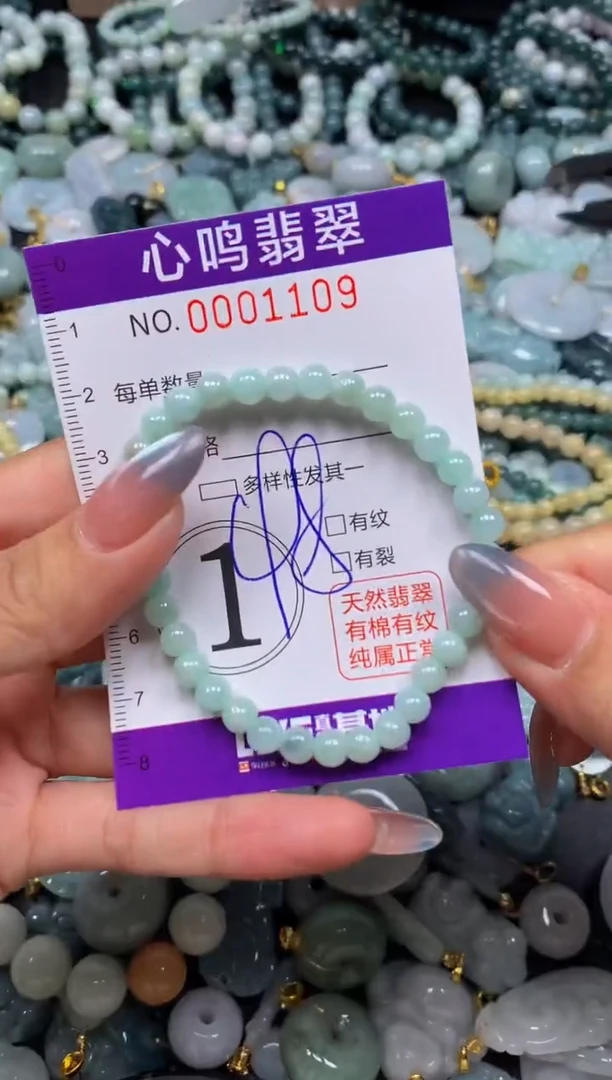 心鸣翡翠
NO.0001109
0
1
每单数量
2
3
格
多样性发其一
有纹
有裂
1
天然翡翠
有棉有纹
纯属正常
6
7
8